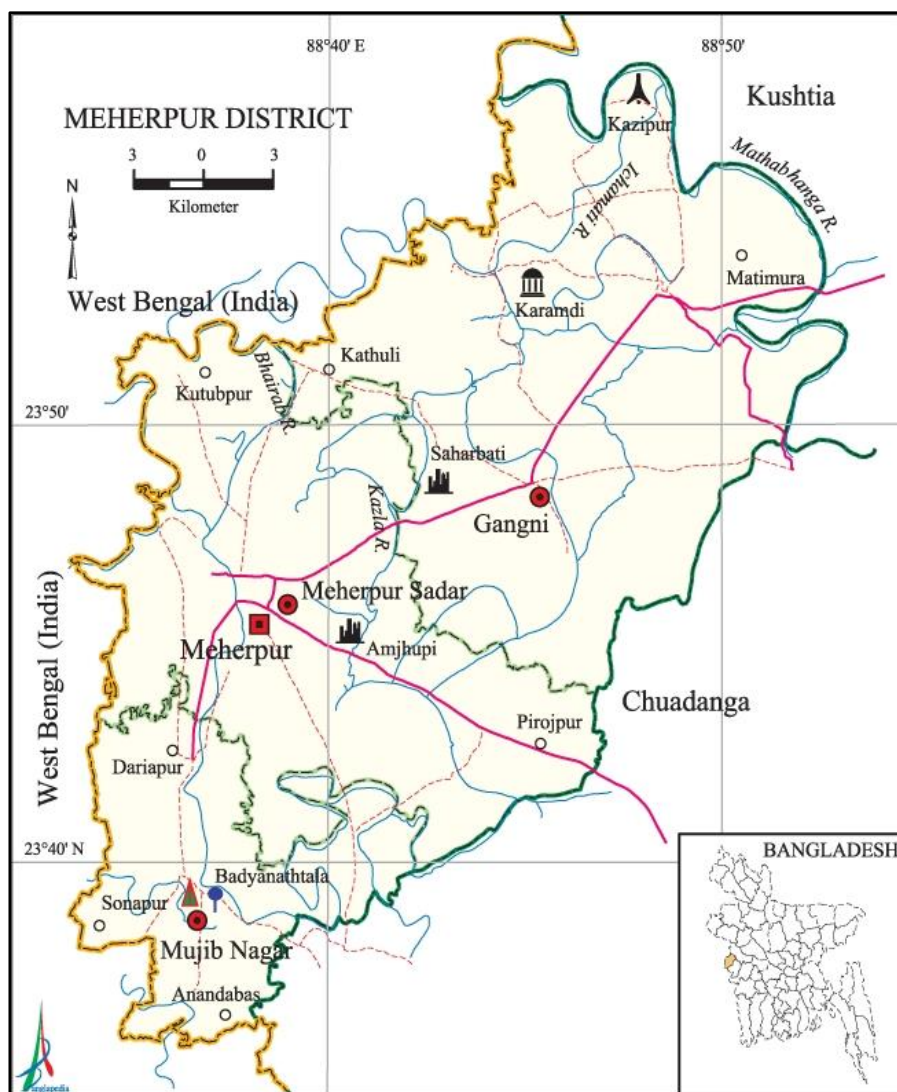 88°40' E
88°50'
Kushtia
MEHERPUR DISTRICT
3 0 3
Kilometer
N
Kazipur
Ichamati R.
Mathabhanga R.
Matimura
West Bengal (India)
Karamdi
Kathuli
Kutubpur
Bhairab R.
23°50'
Saharbati
Kazla R.
Gangni
Meherpur Sadar
Meherpur
Amjhupi
West Bengal (India)
Chuadanga
Pirojpur
Dariapur
23°40' N
BANGLADESH
Badyanathtala
Sonapur
Mujib Nagar
Anandabas
anglapedia